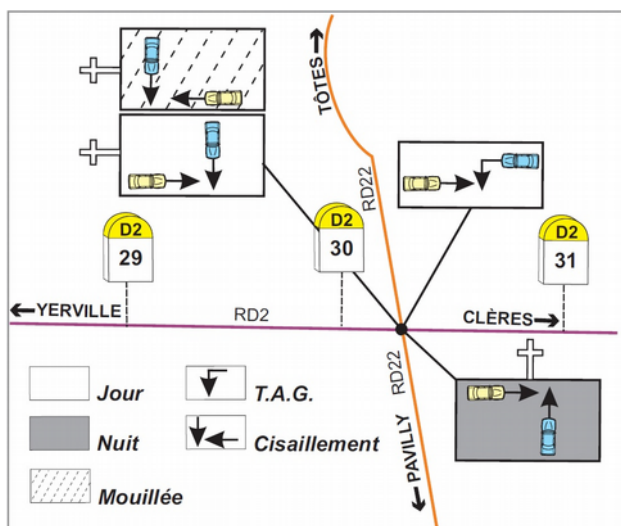 TÔTES
RD22
D2
29
D2
30
D2
31
YERVILLE
RD2
CLÈRES
RD22
PAVILLY
Jour
T.A.G.
Nuit
Cisaillement
Mouillée